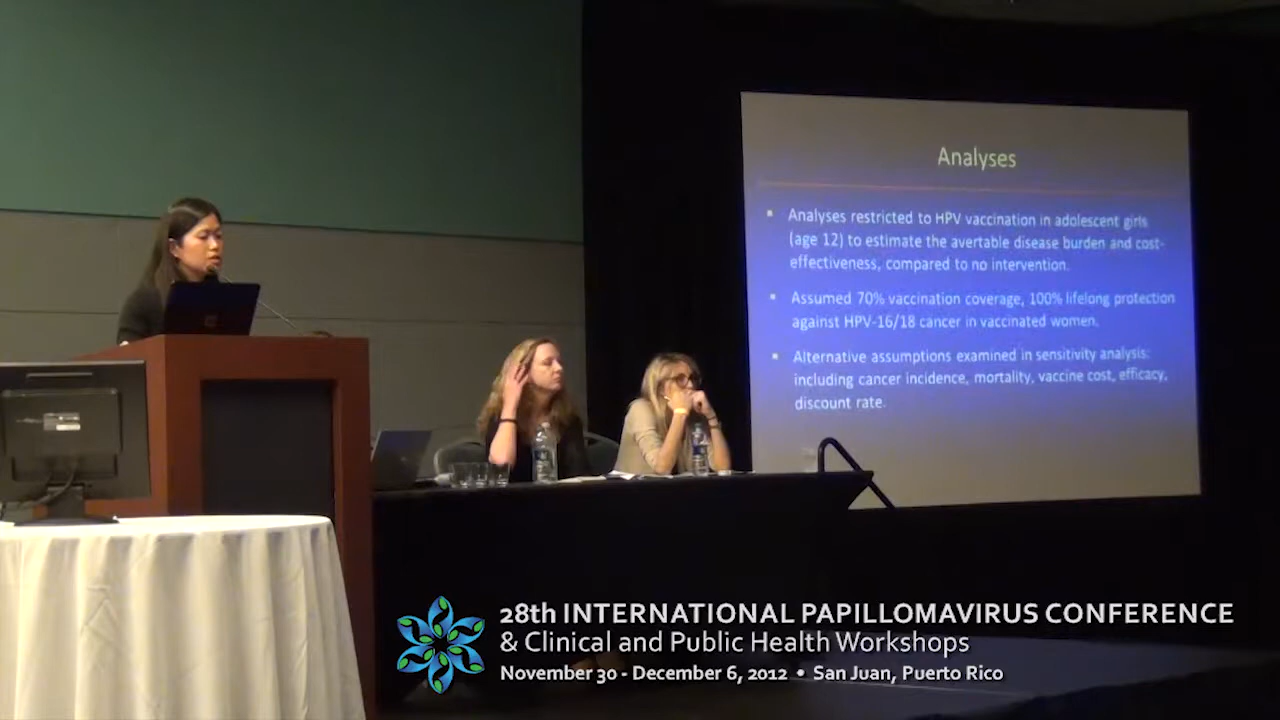 Analyses
▪ Analyses restricted to HPV vaccination in adolescent girls
(age 12) to estimate the avertable disease burden and cost-
effectiveness, compared to no intervention.
▪ Assumed 70% vaccination coverage, 100% lifelong protection
against HPV-16/18 cancer in vaccinated women.
▪ Alternative assumptions examined in sensitivity analysis:
including cancer incidence, mortality, vaccine cost, efficacy,
discount rate.
28th INTERNATIONAL PAPILLOMAVIRUS CONFERENCE
& Clinical and Public Health Workshops
November 30 - December 6, 2012 • San Juan, Puerto Rico